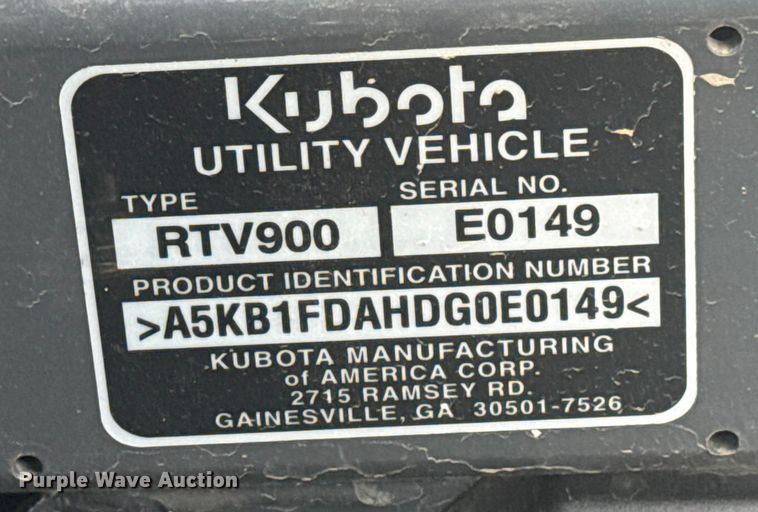 Kubota
UTILITY VEHICLE
TYPE SERIAL NO.
RTV900 E0149
PRODUCT IDENTIFICATION NUMBER
>A5KB1FDAHDG0E0149<
KUBOTA MANUFACTURING
of AMERICA CORP.
2715 RAMSEY RD.
GAINESVILLE, GA 30501-7526
Purple Wave Auction